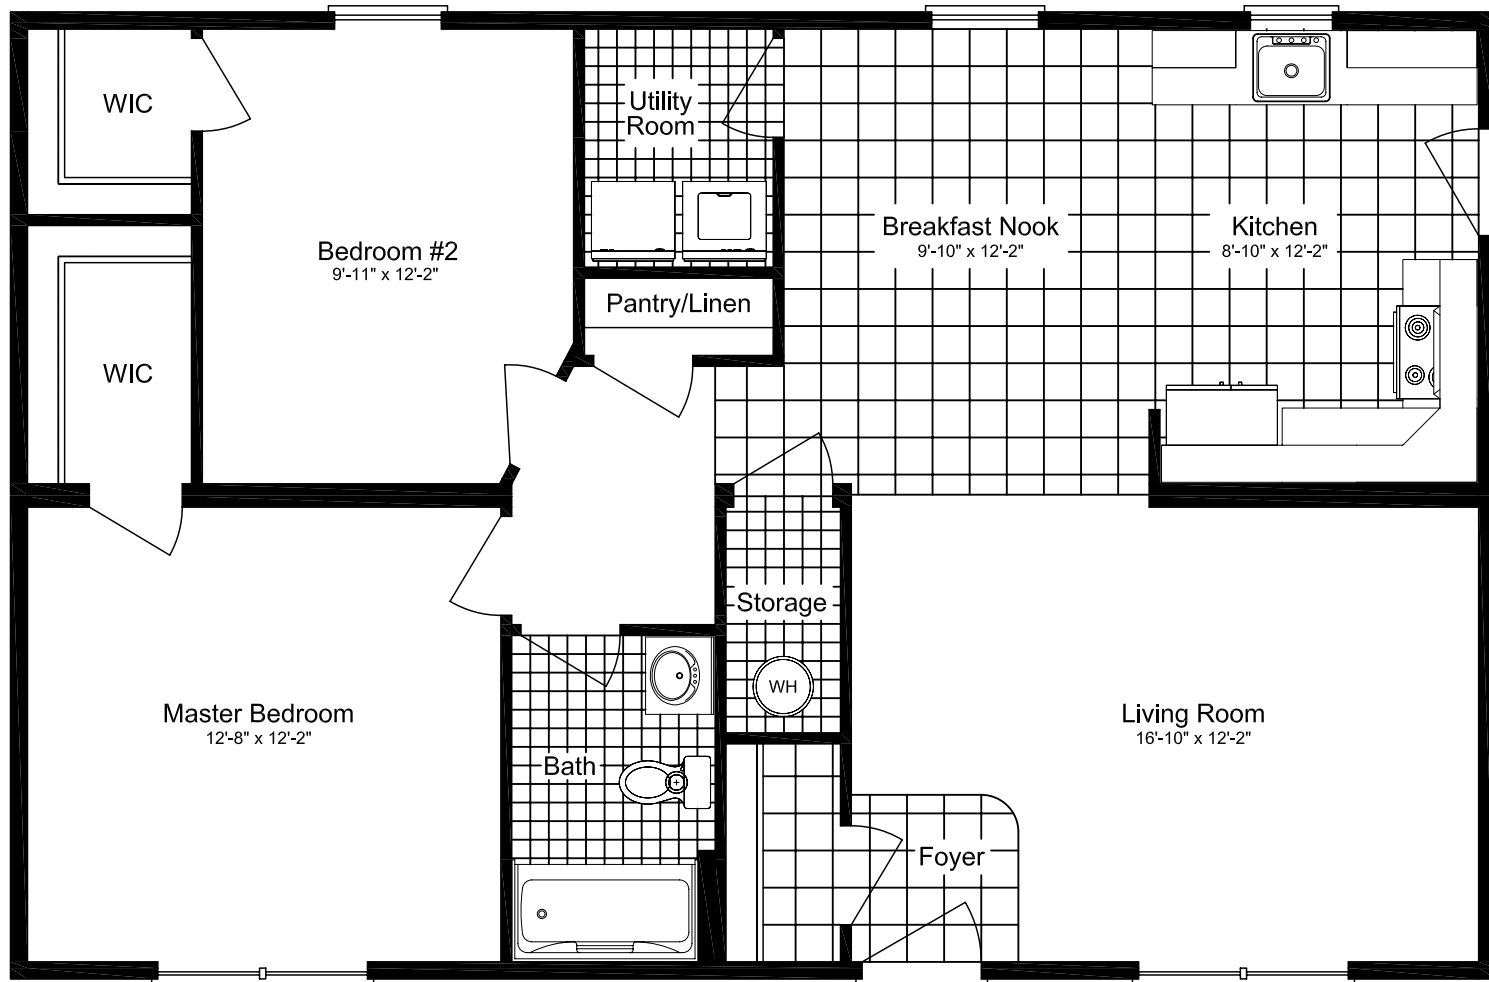 WIC
Utility
Room
Bedroom #2
9'-11" x 12'-2"
Breakfast Nook
9'-10" x 12'-2"
Kitchen
8'-10" x 12'-2"
Pantry/Linen
WIC
Storage
WH
Master Bedroom
12'-8" x 12'-2"
Living Room
16'-10" x 12'-2"
Bath
Foyer